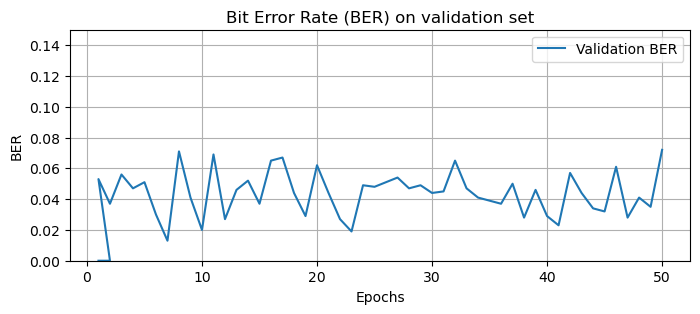 Bit Error Rate (BER) on validation set
Validation BER
0.14
0.12
0.10
0.08
0.06
0.04
0.02
0.00
BER
0 10 20 30 40 50
Epochs